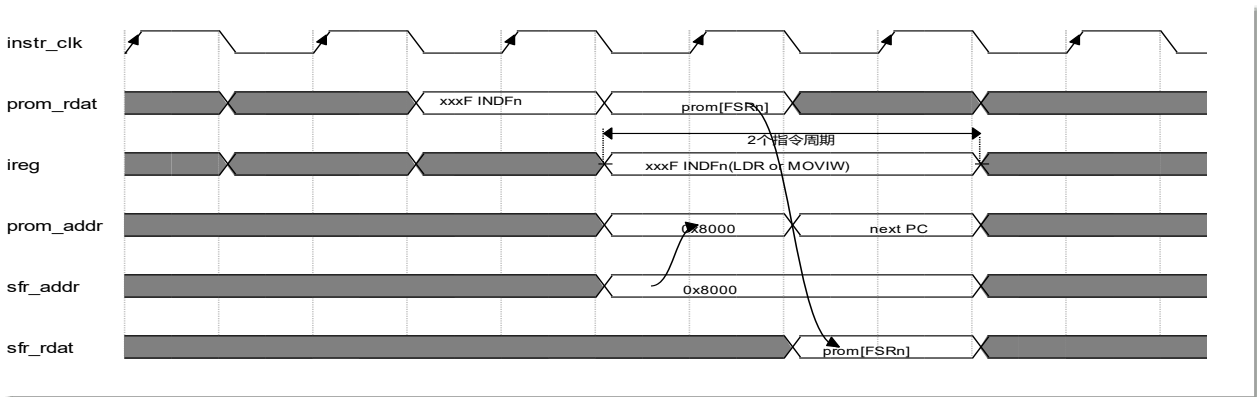 instr_clk
prom_rdat
xxxF INDFn
prom[FSRn]
2个指令周期
ireg
xxxF INDFn(LDR or MOVIW)
prom_addr
0x8000
next PC
sfr_addr
0x8000
sfr_rdat
prom[FSRn]